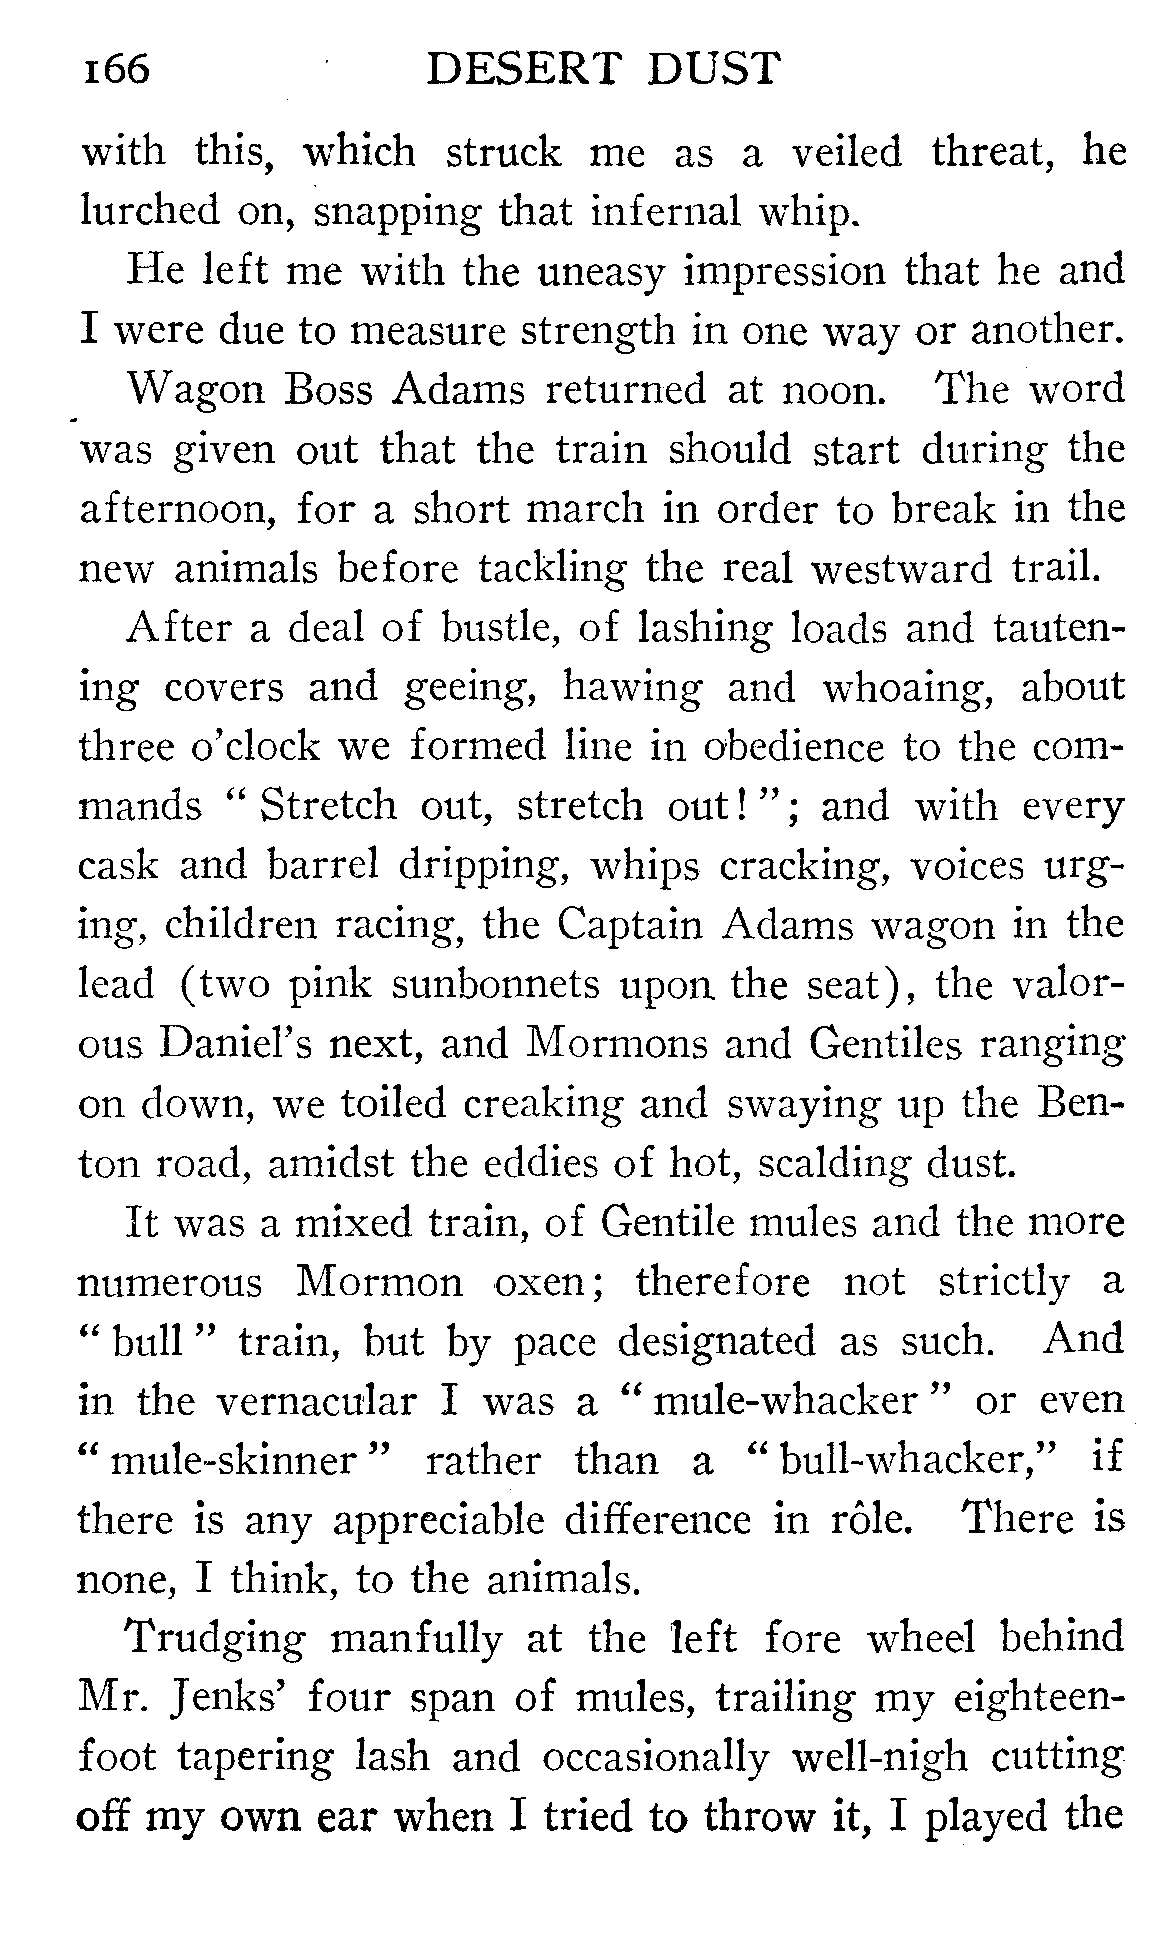 166 DESERT DUST
with this, which struck me as a veiled threat, he
lurched on, snapping that infernal whip.
He left me with the uneasy impression that he and
I were due to measure strength in one way or another.
Wagon Boss Adams returned at noon. The word
was given out that the train should start during the
afternoon, for a short march in order to break in the
new animals before tackling the real westward trail.
After a deal of bustle, of lashing loads and tauten-
ing covers and geeing, hawing and whoaing, about
three o'clock we formed line in obedience to the com-
mands “ Stretch out, stretch out! ”; and with every
cask and barrel dripping, whips cracking, voices urg-
ing, children racing, the Captain Adams wagon in the
lead (two pink sunbonnets upon the seat), the valor-
ous Daniel's next, and Mormons and Gentiles ranging
on down, we toiled creaking and swaying up the Ben-
ton road, amidst the eddies of hot, scalding dust.
It was a mixed train, of Gentile mules and the more
numerous Mormon oxen; therefore not strictly a
“ bull ” train, but by pace designated as such. And
in the vernacular I was a “ mule-whacker ” or even
“ mule-skinner ” rather than a “ bull-whacker,” if
there is any appreciable difference in rôle. There is
none, I think, to the animals.
Trudging manfully at the left fore wheel behind
Mr. Jenks' four span of mules, trailing my eighteen-
foot tapering lash and occasionally well-nigh cutting
off my own ear when I tried to throw it, I played the